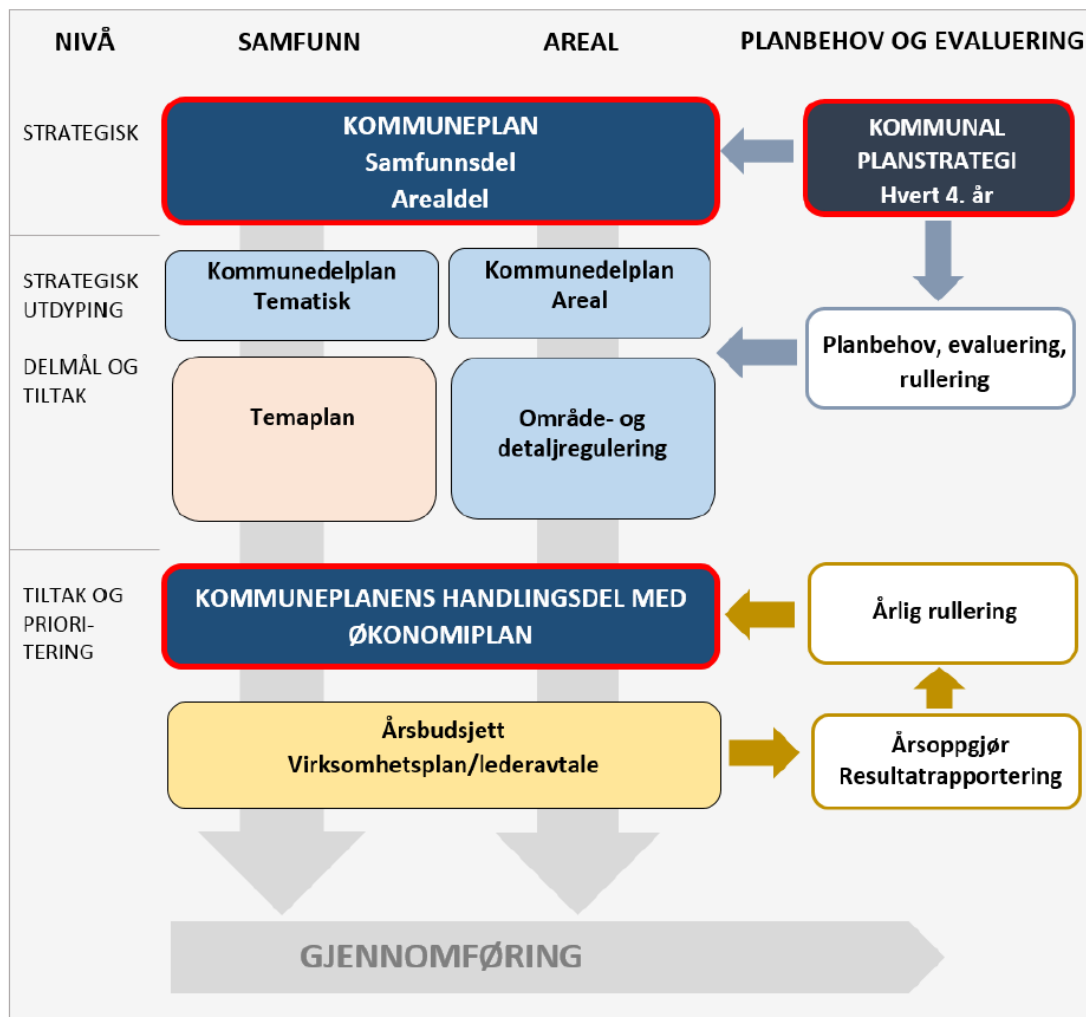 NIVÅ
SAMFUNN
AREAL
PLANBEHOV OG EVALUERING
STRATEGISK
KOMMUNEPLAN
Samfunnsdel
Arealdel
KOMMUNAL
PLANSTRATEGI
Hvert 4. år
STRATEGISK
UTDYPING
Kommunedelplan
Tematisk
Kommunedelplan
Areal
DELMÅL OG
TILTAK
Temaplan
Område- og
detaljregulering
Planbehov, evaluering,
rullering
TILTAK OG
PRIORI-
TERING
KOMMUNEPLANENS HANDLINGSDEL MED
ØKONOMIPLAN
Årlig rullering
Årsbudsjett
Virksomhetsplan/lederavtale
Årsoppgjør
Resultatrapportering
GJENNOMFØRING